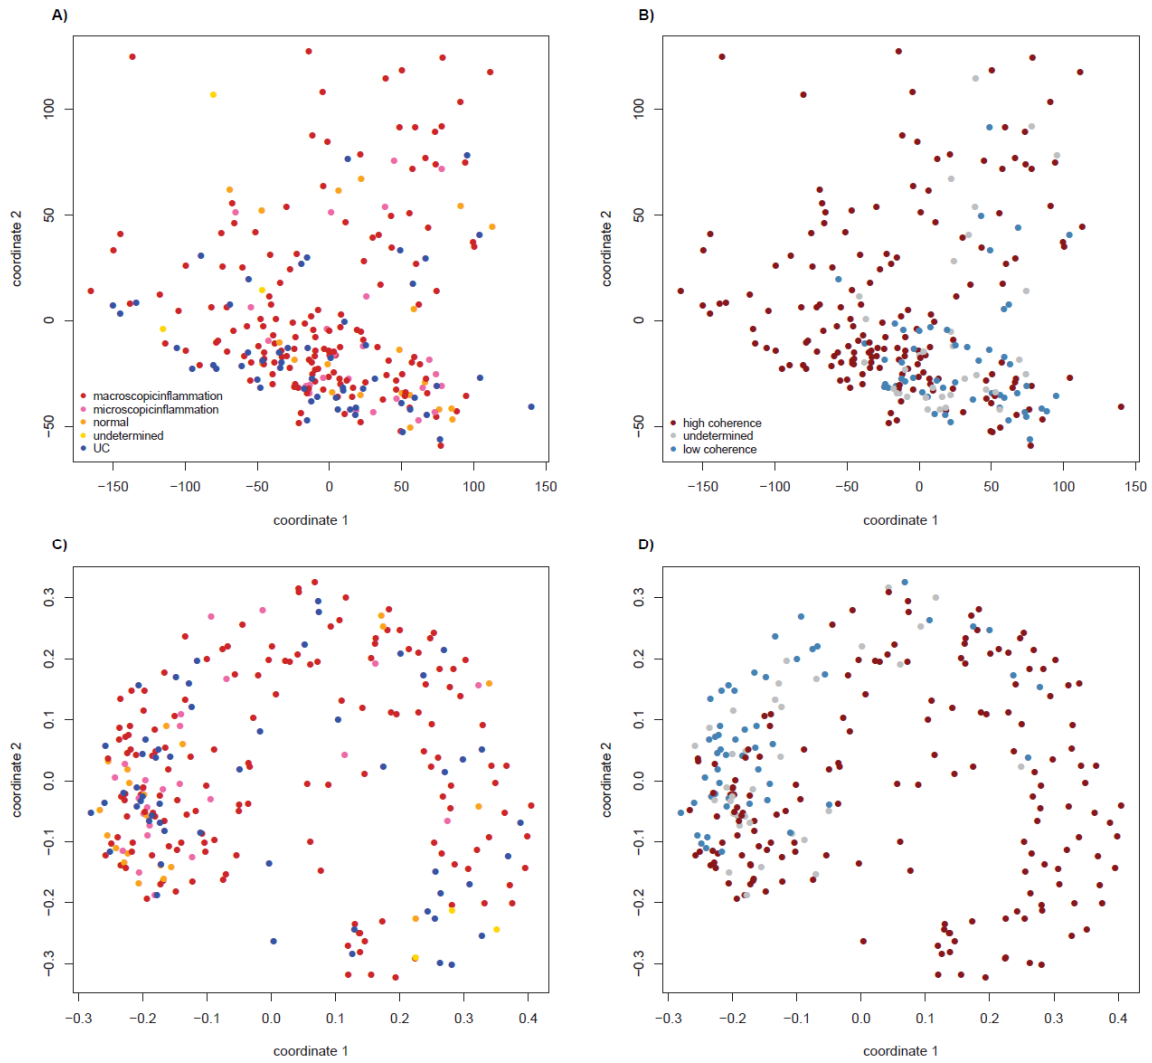 A)
100
50
0
−50
coordinate 2
macroscopicinflammation
microscopicinflammation
normal
undetermined
UC
−150 −100 −50 0 50 100 150
coordinate 1
B)
100
50
0
−50
coordinate 2
high coherence
undetermined
low coherence
−150 −100 −50 0 50 100 150
coordinate 1
C)
0.3
0.2
0.1
0.0
−0.1
−0.2
−0.3
coordinate 2
−0.3 −0.2 −0.1 0.0 0.1 0.2 0.3 0.4
coordinate 1
D)
0.3
0.2
0.1
0.0
−0.1
−0.2
−0.3
coordinate 2
−0.3 −0.2 −0.1 0.0 0.1 0.2 0.3 0.4
coordinate 1